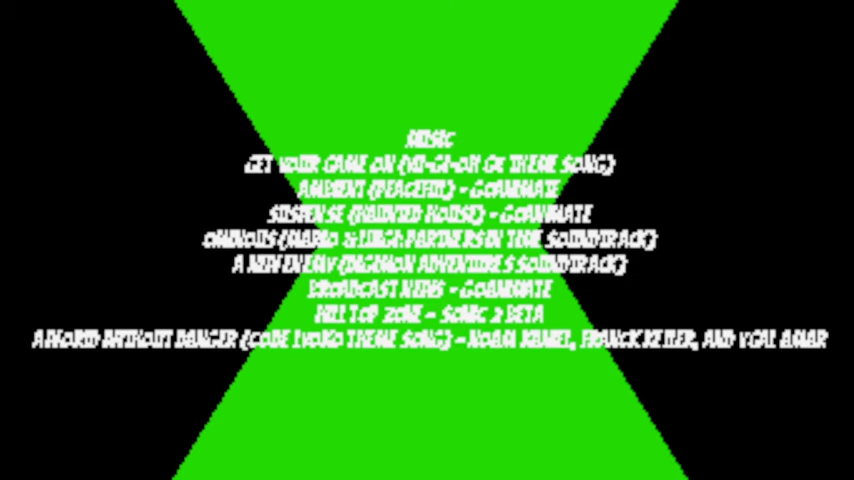 MUSIC
GET YOUR GAME ON (YU-GI-OH GX THEME SONG)
AMBIENT (PEACEFUL) - GOANIMATE
SUSPENSE (HAUNTED HOUSE) - GOANIMATE
OMINOUS (MARIO & LUIGI: PARTNERS IN TIME SOUNDTRACK)
A NEW ENEMY (DIGIMON ADVENTURES SOUNDTRACK)
BROADCAST NEWS - GOANIMATE
HILL TOP ZONE - SONIC 2 BETA
A WORLD WITHOUT DANGER (CODE LYOKO THEME SONG) - NOAM KANIEL, FRANCK KELLER, AND YGAL AMAR